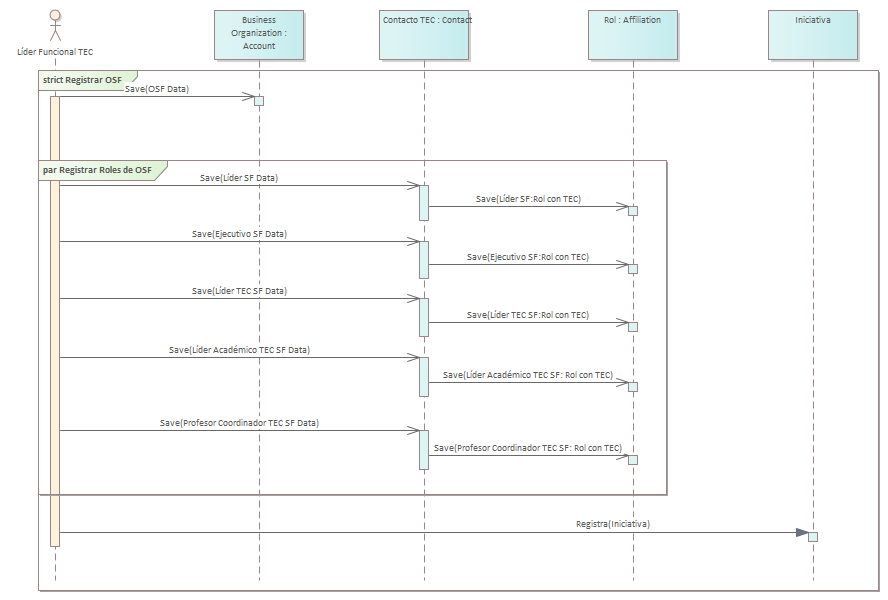 Líder Funcional TEC
Business
Organization :
Account
Contacto TEC : Contact
Rol : Affiliation
Iniciativa
strict Registrar OSF
Save(OSF Data)
par Registrar Roles de OSF
Save(Líder SF Data)
Save(Líder SF:Rol con TEC)
Save(Ejecutivo SF Data)
Save(Ejecutivo SF:Rol con TEC)
Save(Líder TEC SF Data)
Save(Líder TEC SF:Rol con TEC)
Save(Líder Académico TEC SF Data)
Save(Líder Académico TEC SF: Rol con TEC)
Save(Profesor Coordinador TEC SF Data)
Save(Profesor Coordinador TEC SF: Rol con TEC)
Registra(Iniciativa)